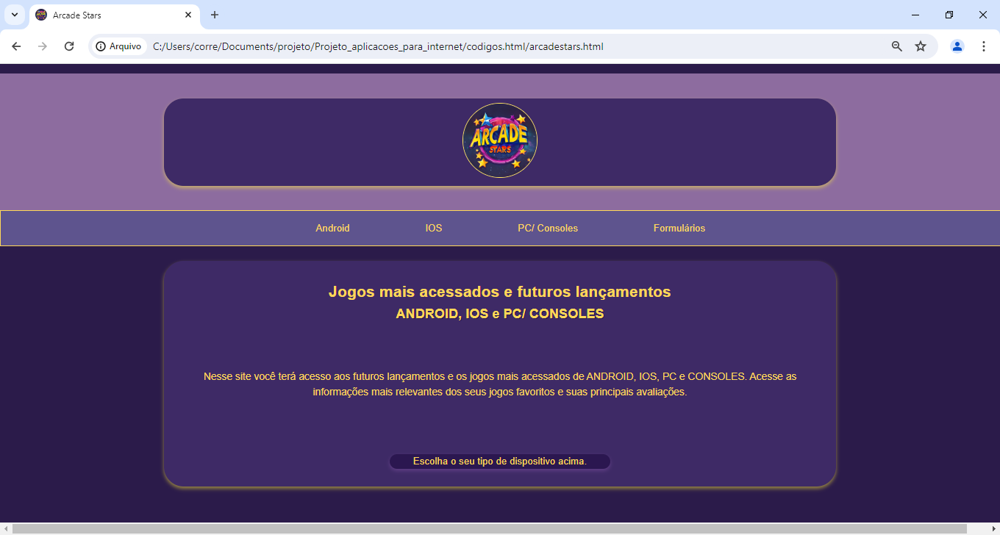 Arcade Stars
Arquivo
C:/Users/corre/Documents/projeto/Projeto_aplicacoes_para_internet/codigos.html/arcadestars.html
ARCADE
STARS
Android
IOS
PC/ Consoles
Formulários
Jogos mais acessados e futuros lançamentos
ANDROID, IOS e PC/ CONSOLES
Nesse site você terá acesso aos futuros lançamentos e os jogos mais acessados de ANDROID, IOS, PC e CONSOLES. Acesse as
informações mais relevantes dos seus jogos favoritos e suas principais avaliações.
Escolha o seu tipo de dispositivo acima.